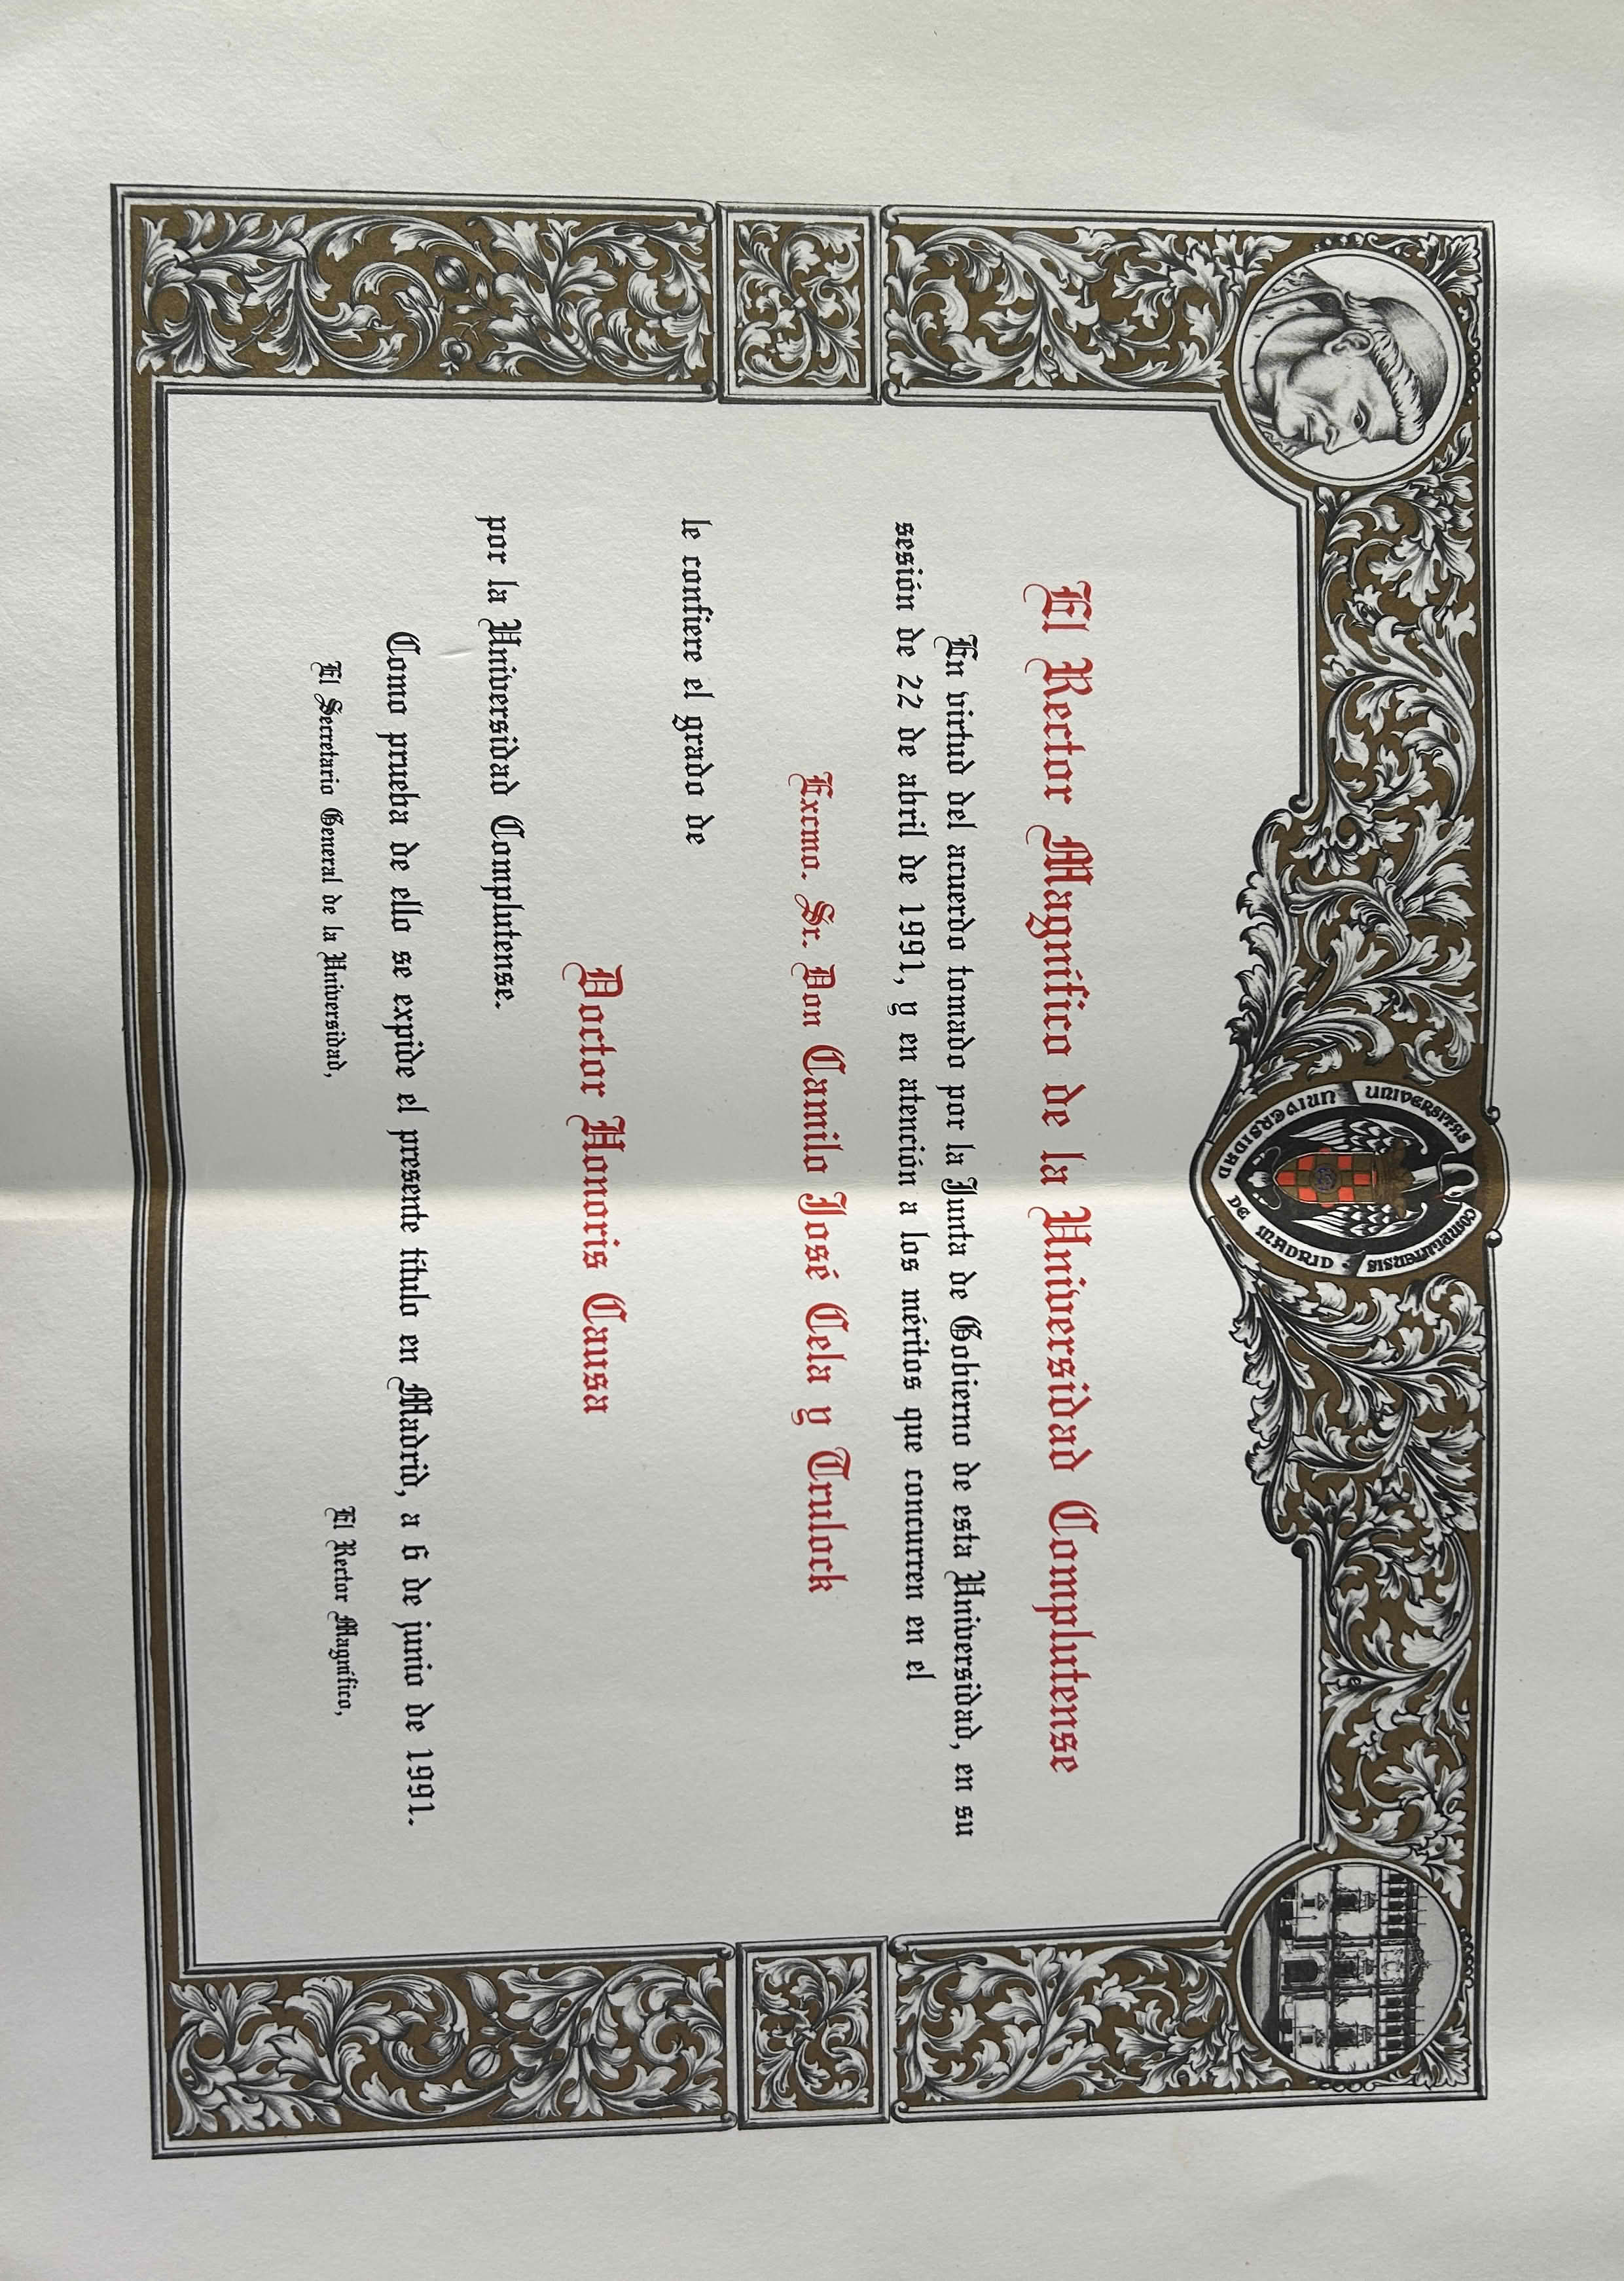 UNIVERSITAS COMPLUTENSIS
UNIVERSIDAD DE MADRID
El Rector Magnífico de la Universidad Complutense
En virtud del acuerdo tomado por la Junta de Gobierno de esta Universidad, en su
sesión de 22 de abril de 1991, y en atención a los méritos que concurren en el
Excmo. Sr. Don Camilo José Cela y Trulock
le confiere el grado de
Doctor Honoris Causa
por la Universidad Complutense.
Como prueba de ello se expide el presente título en Madrid, a 6 de junio de 1991.
El Secretario General de la Universidad,
El Rector Magnífico,